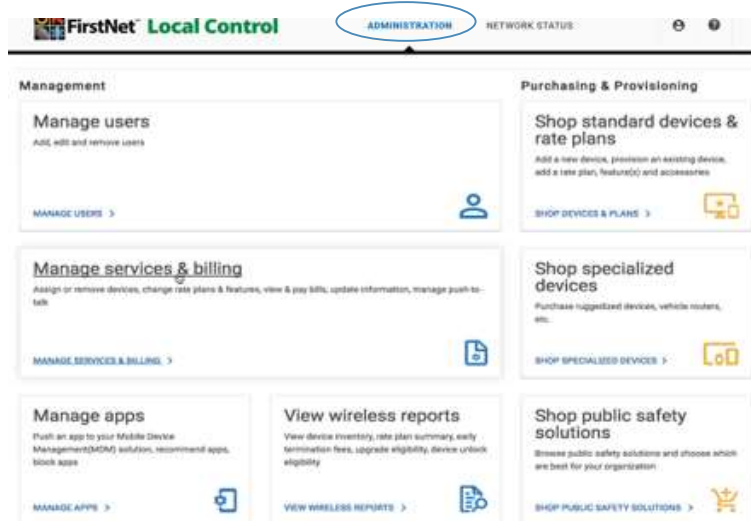 FirstNet Local Control
ADMINISTRATION
NETWORK STATUS
Management
Manage users
Add, edit and remove users
MANAGE USERS >
Manage services & billing
Assign or remove devices, change rate plans & features, view & pay bills, update information, manage push-to-
talk
MANAGE SERVICES & BILLING >
Manage apps
Push an app to your Mobile Device
Management(MDM) solution, recommend apps,
block apps
MANAGE APPS >
View wireless reports
View device inventory, rate plan summary, early
termination fees, upgrade eligibility, device unlock
eligibility
VIEW WIRELESS REPORTS >
Purchasing & Provisioning
Shop standard devices &
rate plans
Add a new device, provision an existing device,
add a rate plan, feature(s) and accessories
SHOP DEVICES & PLANS >
Shop specialized
devices
Purchase ruggedized devices, vehicle routers,
etc.
SHOP SPECIALIZED DEVICES >
Shop public safety
solutions
Browse public safety solutions and choose which
are best for your organization
SHOP PUBLIC SAFETY SOLUTIONS >